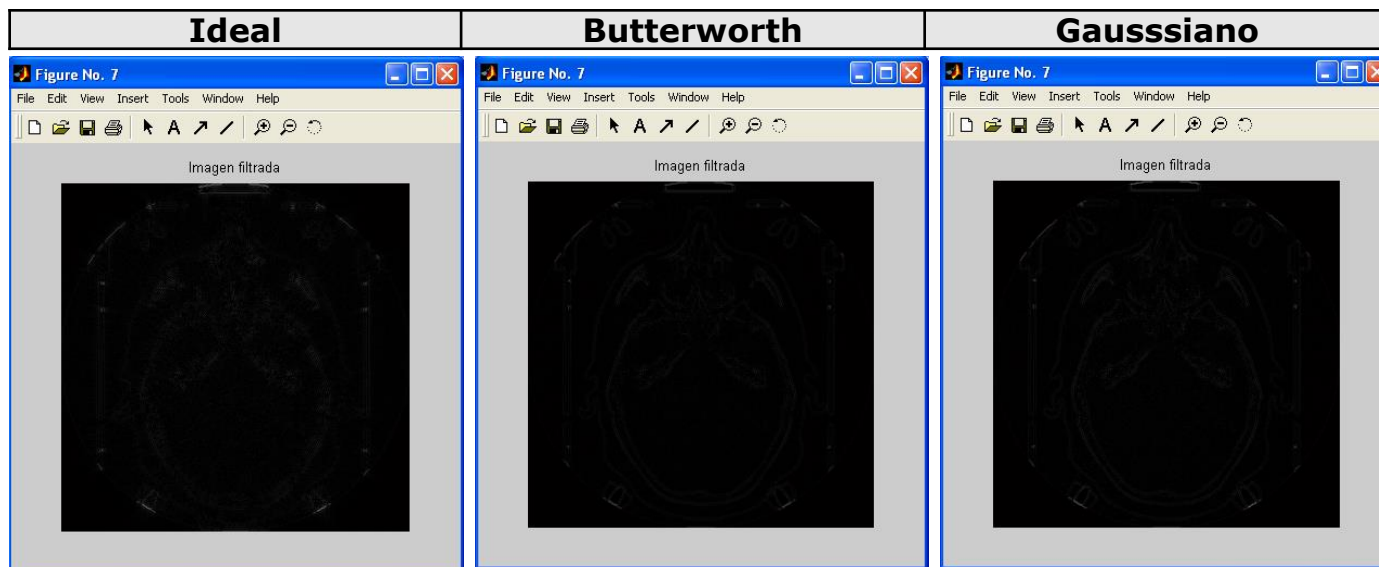 Ideal Butterworth Gausssiano
Figure No. 7
File Edit View Insert Tools Window Help
A
Imagen filtrada
Figure No. 7
File Edit View Insert Tools Window Help
A
Imagen filtrada
Figure No. 7
File Edit View Insert Tools Window Help
A
Imagen filtrada